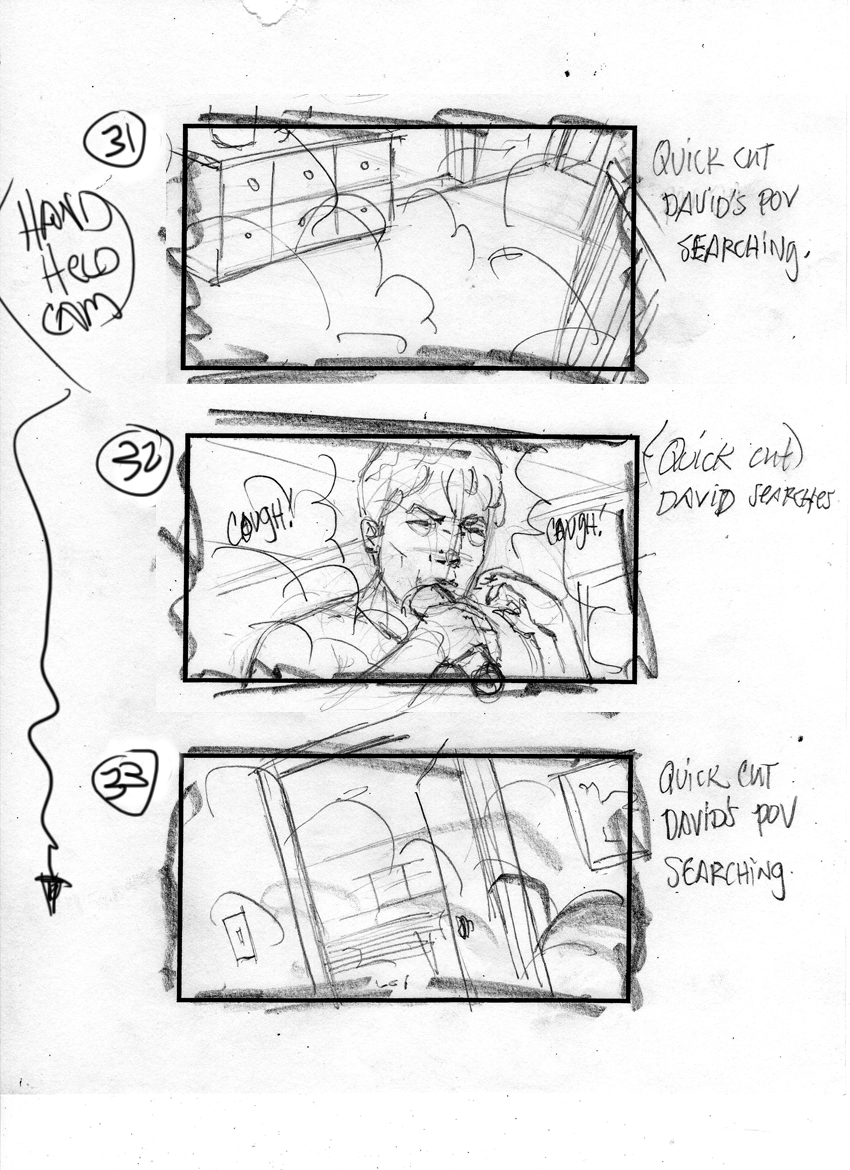 31
QUICK CUT
DAVID'S POV
SEARCHING.
HAND
HELD
CAM
32
(QUICK CUT)
DAVID SEARCHES
COUGH!
COUGH!
33
QUICK CUT
DAVID'S POV
SEARCHING.